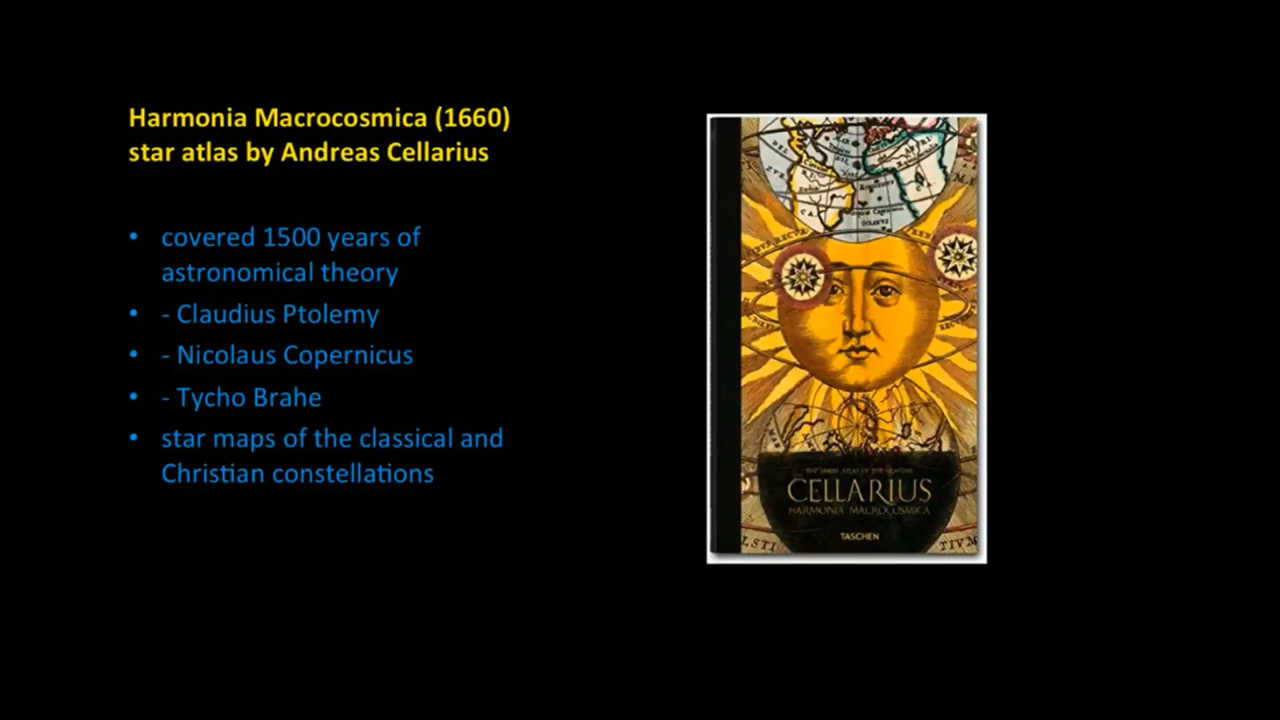 Harmonia Macrocosmica (1660)
star atlas by Andreas Cellarius
• covered 1500 years of
astronomical theory
• - Claudius Ptolemy
• - Nicolaus Copernicus
• - Tycho Brahe
• star maps of the classical and
Christian constellations
CELLARIUS
HARMONIA MACROCOSMICA
TASCHEN